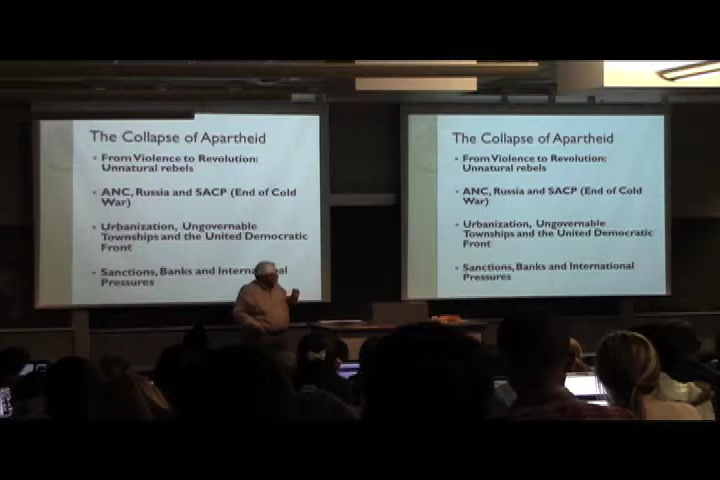 The Collapse of Apartheid
• From Violence to Revolution:
Unnatural rebels
• ANC, Russia and SACP (End of Cold
War)
• Urbanization, Ungovernable
Townships and the United Democratic
Front
• Sanctions, Banks and International
Pressures
The Collapse of Apartheid
• From Violence to Revolution:
Unnatural rebels
• ANC, Russia and SACP (End of Cold
War)
• Urbanization, Ungovernable
Townships and the United Democratic
Front
• Sanctions, Banks and International
Pressures